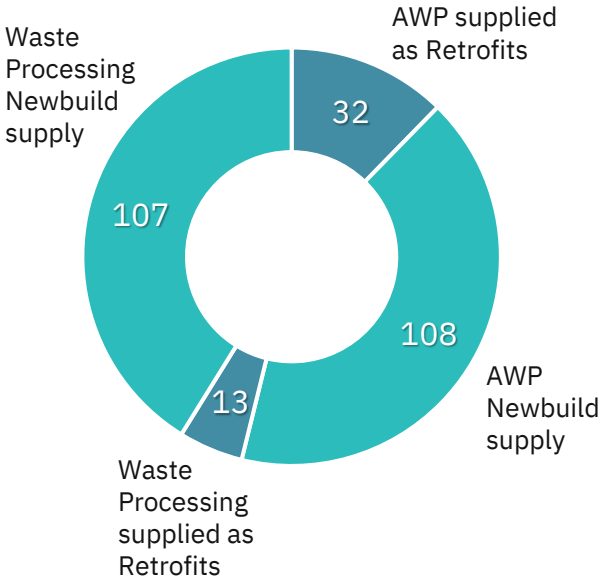 AWP supplied
as Retrofits
32
Waste
Processing
Newbuild
supply
107
108
AWP
Newbuild
supply
13
Waste
Processing
supplied as
Retrofits